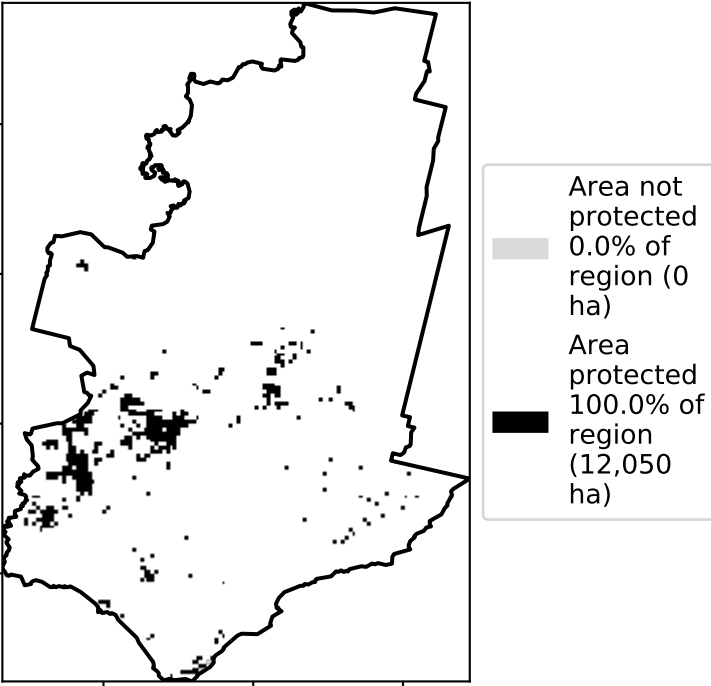 Area not
protected
0.0% of
region (0
ha)
Area
protected
100.0% of
region
(12,050
ha)